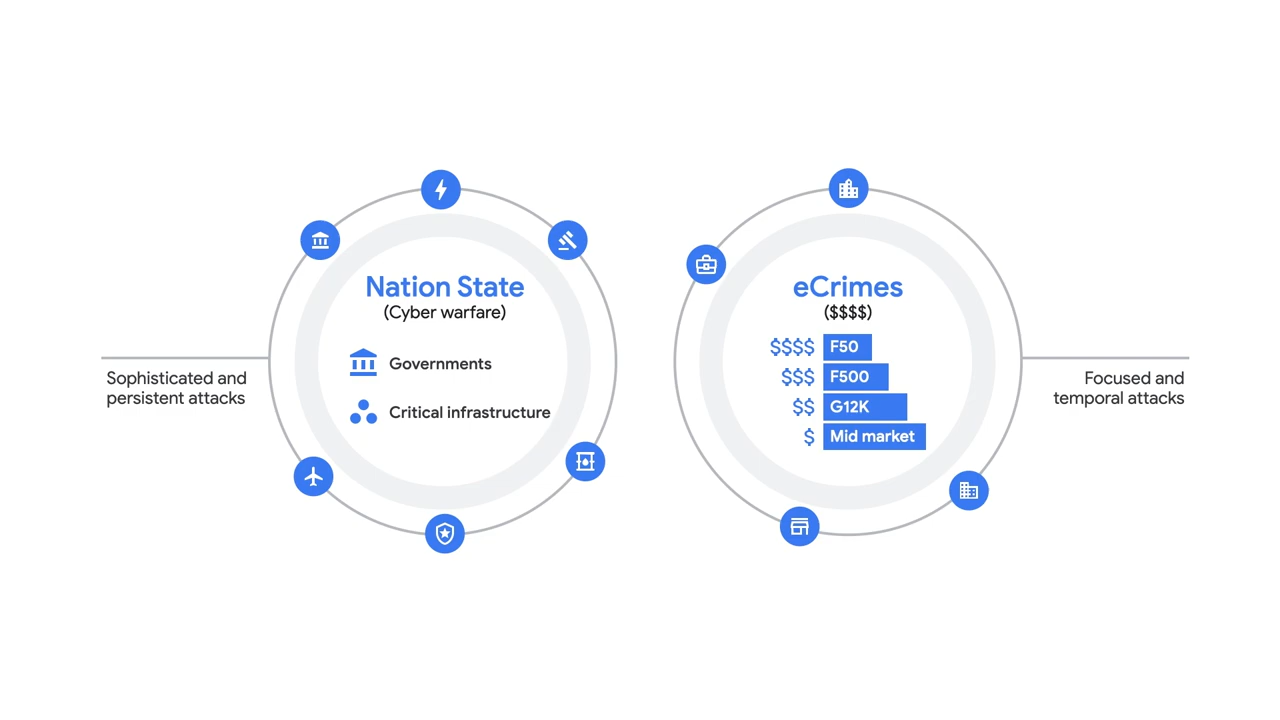 Nation State
(Cyber warfare)
Governments
Critical infrastructure
Sophisticated and
persistent attacks
eCrimes
($$$$)
$$$$ F50
$$$ F500
$$ G12K
$ Mid market
Focused and
temporal attacks